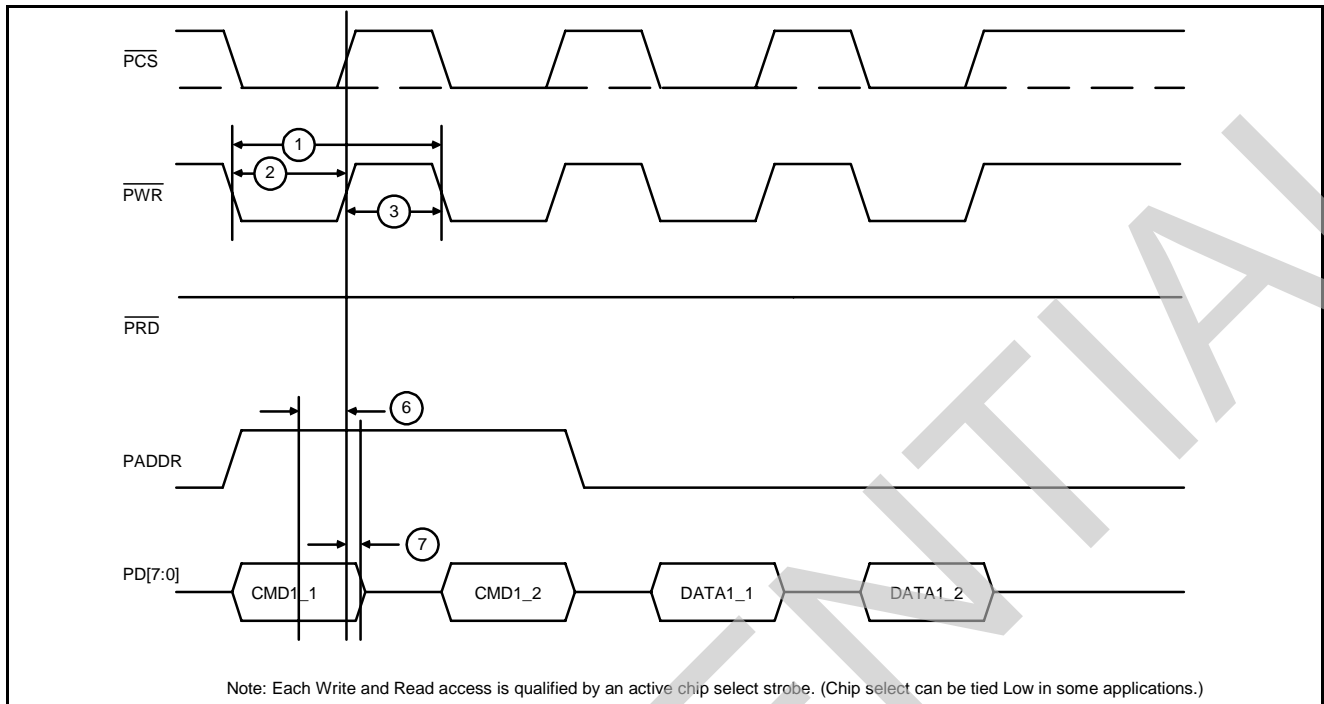 PCS
1
2
PWR
3
PRD
6
PADDR
7
PD[7:0]
CMD1_1
CMD1_2
DATA1_1
DATA1_2
ENTIAL
Note: Each Write and Read access is qualified by an active chip select strobe. (Chip select can be tied Low in some applications.)